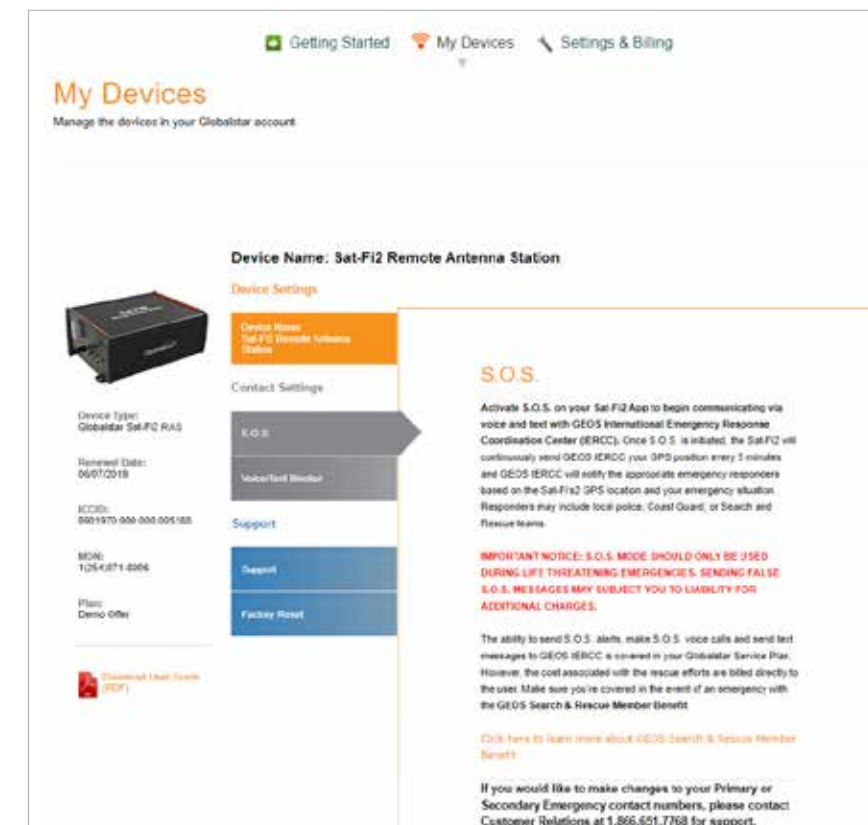 Getting Started
My Devices
Settings & Billing
My Devices
Manage the devices in your Globalstar account.
Device Name: Sat-Fi2 Remote Antenna Station
Device Settings
Device Name
Sat-Fi2 Remote Antenna
Station
Contact Settings
S.O.S.
Voice/Text Blocker
Support
Support
Factory Reset
Device Type:
Globalstar Sat-Fi2 RAS
Renewal Date:
06/07/2018
ICCID:
MDN:
Plan:
Demo Offer
Download User Guide
(PDF)
S.O.S.
Activate S.O.S. on your Sat-Fi2 App to begin communicating via
voice and text with GEOS International Emergency Response
Coordination Center (IERCC). Once S.O.S. is initiated, the Sat-Fi2 will
continuously send GEOS IERCC your GPS position every 5 minutes
and GEOS IERCC will notify the appropriate emergency responders
based on the Sat-Fi's2 GPS location and your emergency situation.
Responders may include local police, Coast Guard, or Search and
Rescue teams.
IMPORTANT NOTICE: S.O.S. MODE SHOULD ONLY BE USED
DURING LIFE THREATENING EMERGENCIES. SENDING FALSE
S.O.S. MESSAGES MAY SUBJECT YOU TO LIABILITY FOR
ADDITIONAL CHARGES.
The ability to send S.O.S. alerts, make S.O.S. voice calls and send text
messages to GEOS IERCC is covered in your Globalstar Service Plan.
However, the cost associated with the rescue efforts are billed directly to
the user. Make sure you're covered in the event of an emergency with
the GEOS Search & Rescue Member Benefit.
Click here to learn more about GEOS Search & Rescue Member
Benefit.
If you would like to make changes to your Primary or
Secondary Emergency contact numbers, please contact
Customer Relations at 1.866.651.7768 for support.